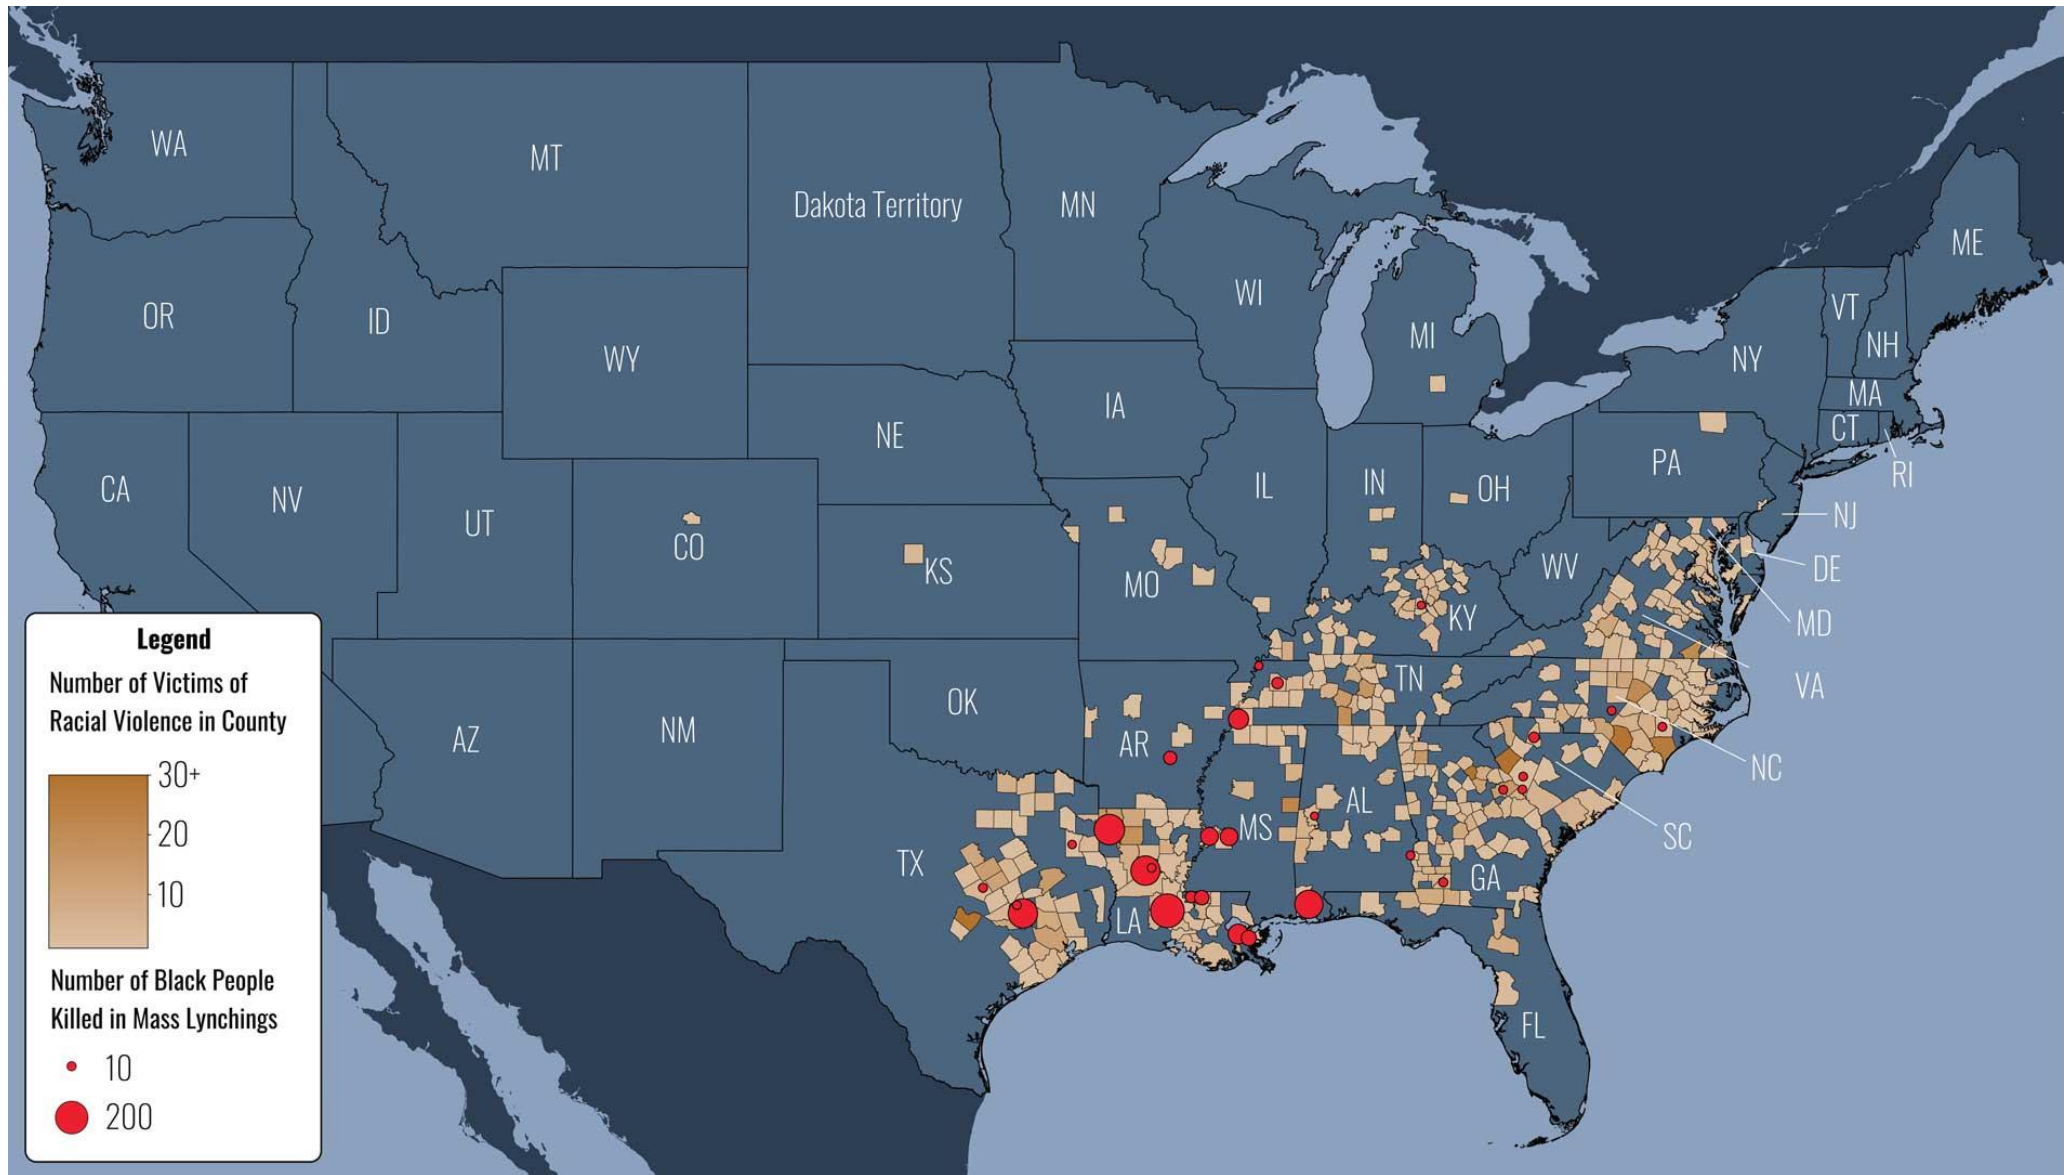 WA
MT
Dakota Territory
MN
ME
OR
ID
WI
VT
WY
MI
NH
NY
MA
IA
CT
NE
PA
RI
CA
NV
IL
IN
OH
NJ
UT
CO
KS
MO
WV
DE
KY
MD
TN
VA
OK
AZ
NM
AR
NC
AL
MS
SC
TX
GA
LA
FL
Legend
Number of Victims of
Racial Violence in County
30+
20
10
Number of Black People
Killed in Mass Lynchings
10
200